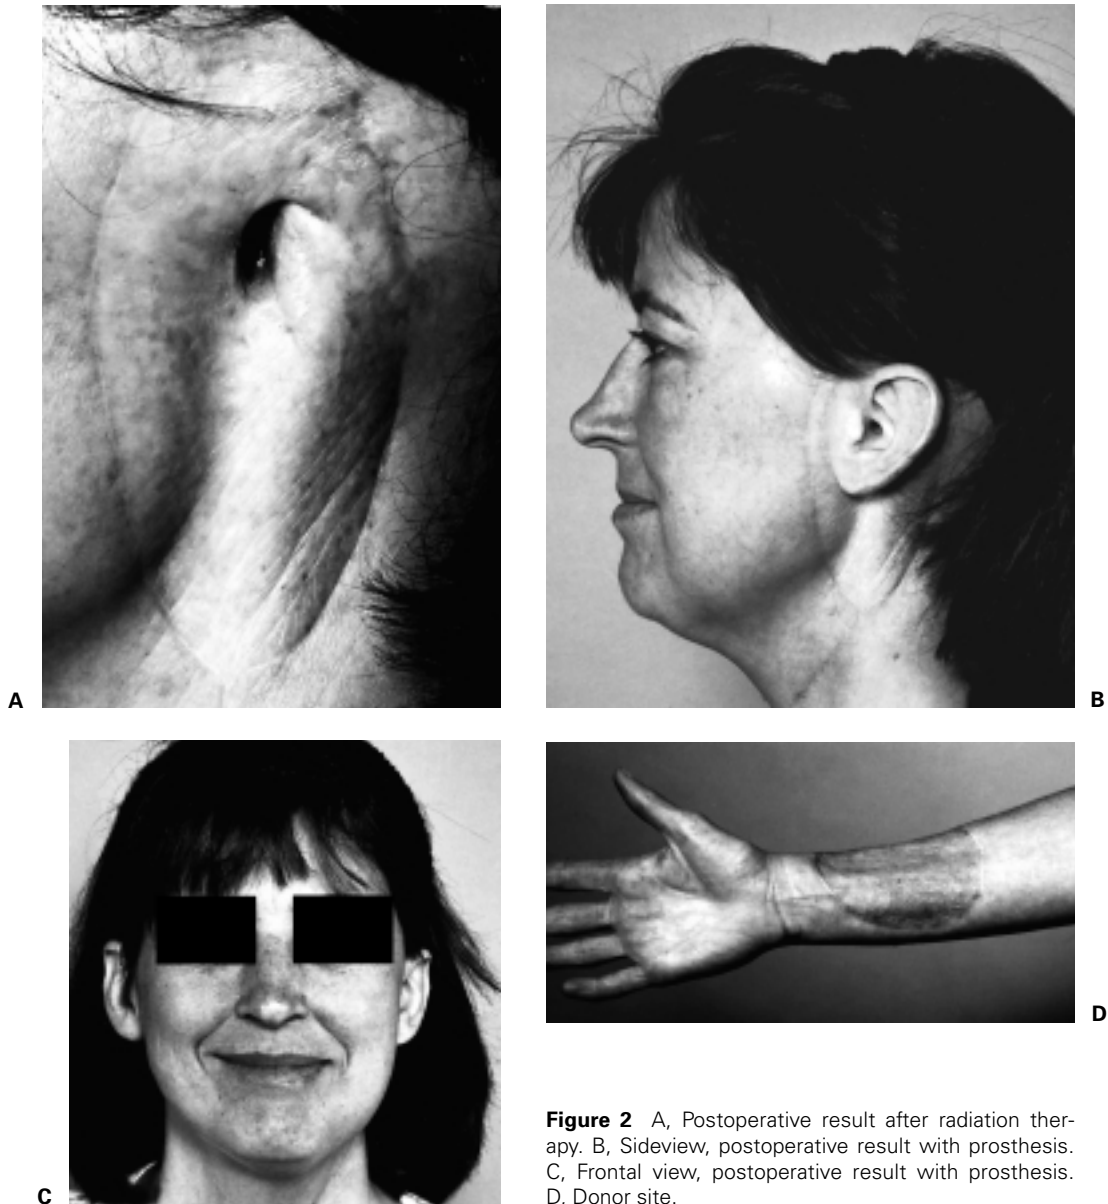 A
B
C
D
Figure 2 A, Postoperative result after radiation ther-
apy. B, Sideview, postoperative result with prosthesis.
C, Frontal view, postoperative result with prosthesis.
D, Donor site.